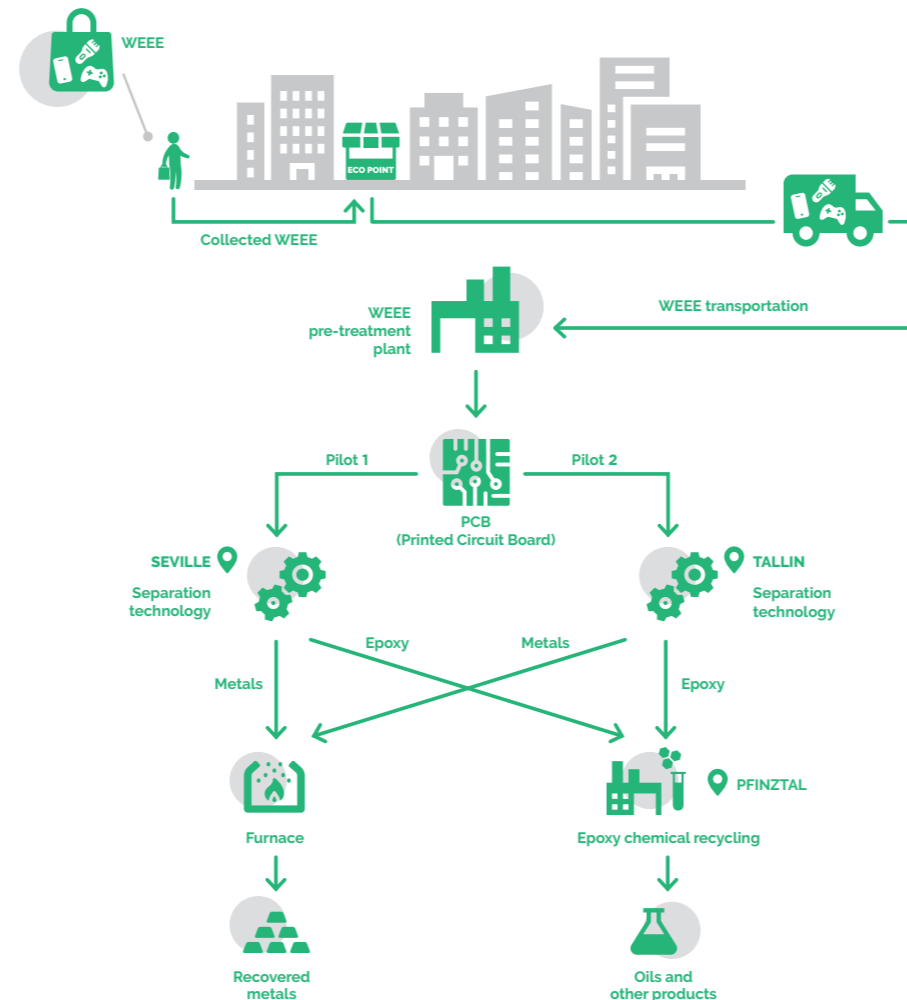 WEEE
ECO POINT
Collected WEEE
WEEE transportation
WEEE
pre-treatment
plant
Pilot 1
Pilot 2
PCB
(Printed Circuit Board)
SEVILLE
Separation
technology
TALLIN
Separation
technology
Epoxy
Metals
Metals
Epoxy
PFINZTAL
Furnace
Epoxy chemical recycling
Recovered
metals
Oils and
other products